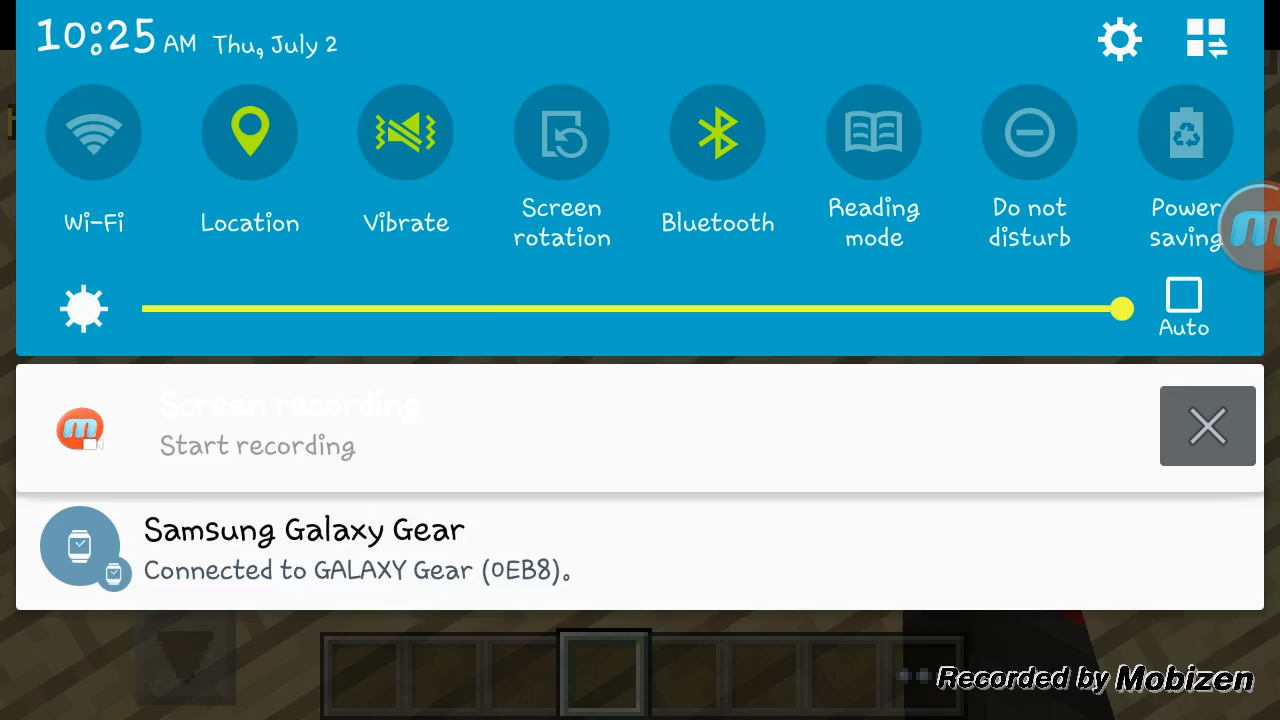 10:25 AM Thu, July 2
Wi-Fi
Location
Vibrate
Screen
rotation
Bluetooth
Reading
mode
Do not
disturb
Power
saving
m
Auto
m
Screen recording
Start recording
Samsung Galaxy Gear
Connected to GALAXY Gear (0EB8).
Recorded by Mobizen